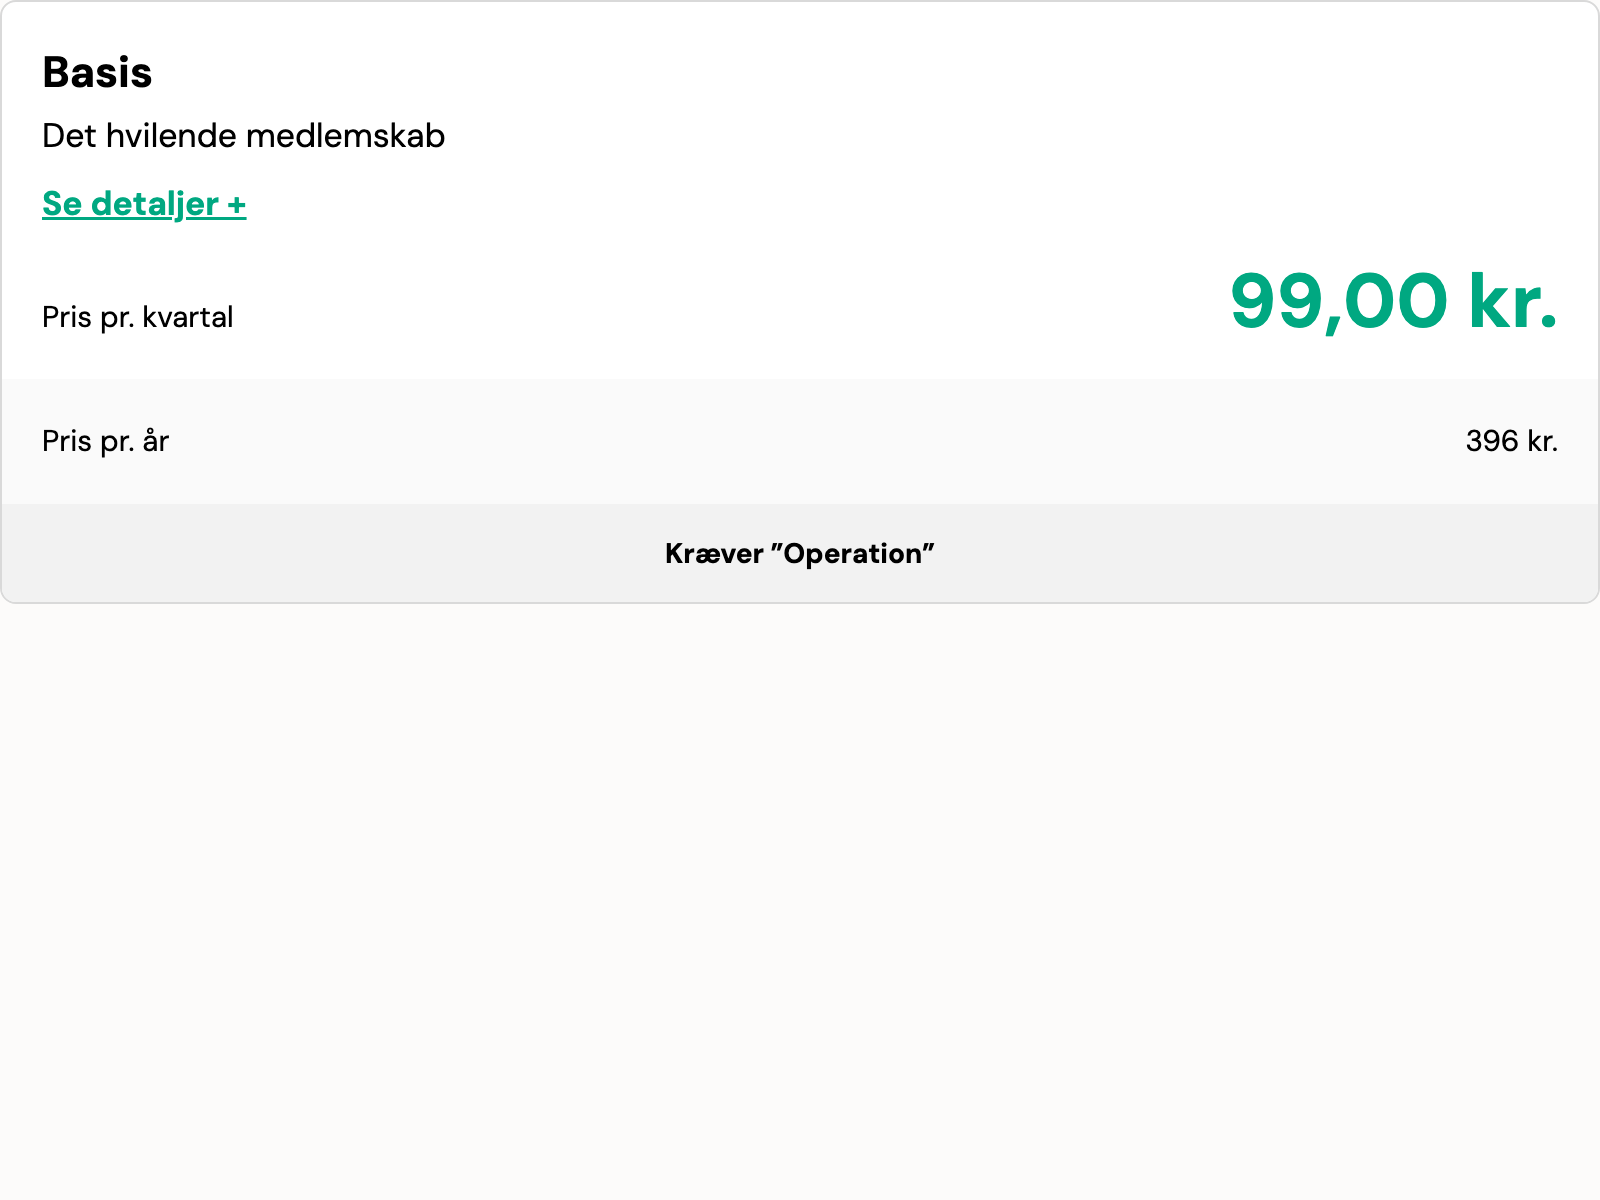 Basis
Det hvilende medlemskab
Se detaljer +
Pris pr. kvartal
99,00 kr.
Pris pr. år
396 kr.
Kræver ”Operation”